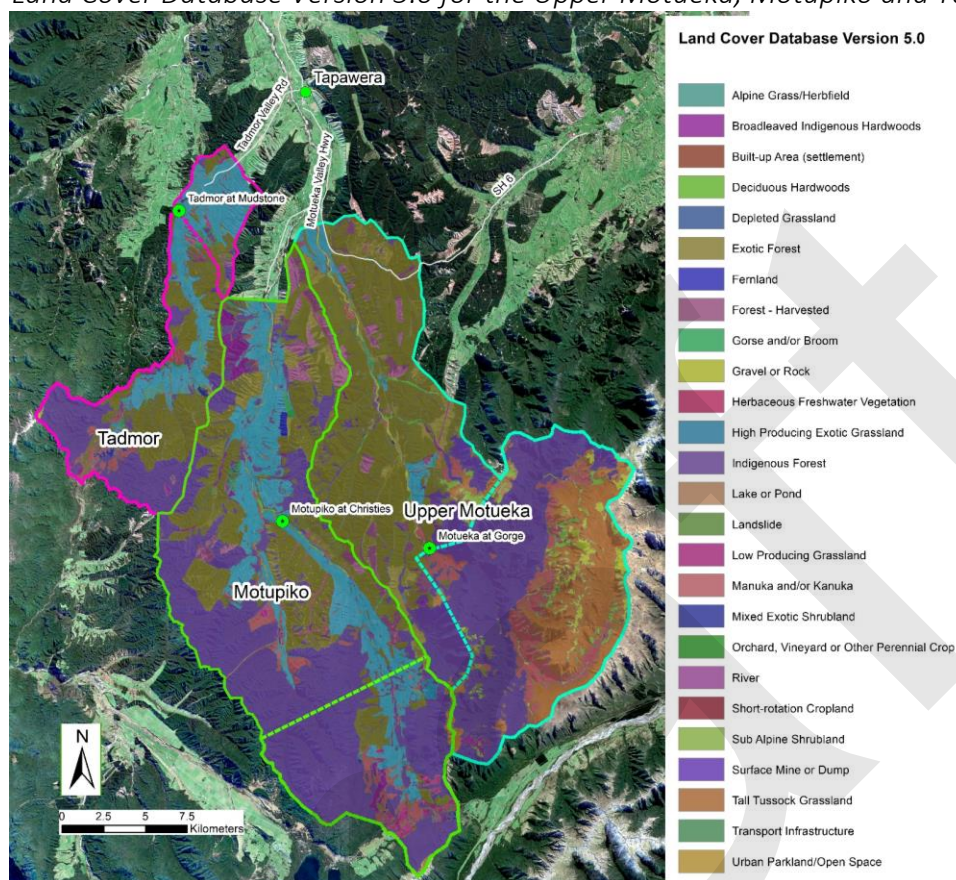 Land Cover Database Version 5.0 for the Upper Motueka, Motupiko and
Land Cover Database Version 5.0
Tapawera
Tadmor Valley Rd
Motueka Valley Hwy
SH 6
Tadmor at Mudstone
Tadmor
Motupiko at Christies
Upper Motueka
Motueka at Gorge
Motupiko
N
0 2.5 5 7.5
Kilometers
Alpine Grass/Herbfield
Broadleaved Indigenous Hardwoods
Built-up Area (settlement)
Deciduous Hardwoods
Depleted Grassland
Exotic Forest
Fernland
Forest - Harvested
Gorse and/or Broom
Gravel or Rock
Herbaceous Freshwater Vegetation
High Producing Exotic Grassland
Indigenous Forest
Lake or Pond
Landslide
Low Producing Grassland
Manuka and/or Kanuka
Mixed Exotic Shrubland
Orchard, Vineyard or Other Perennial Crop
River
Short-rotation Cropland
Sub Alpine Shrubland
Surface Mine or Dump
Tall Tussock Grassland
Transport Infrastructure
Urban Parkland/Open Space